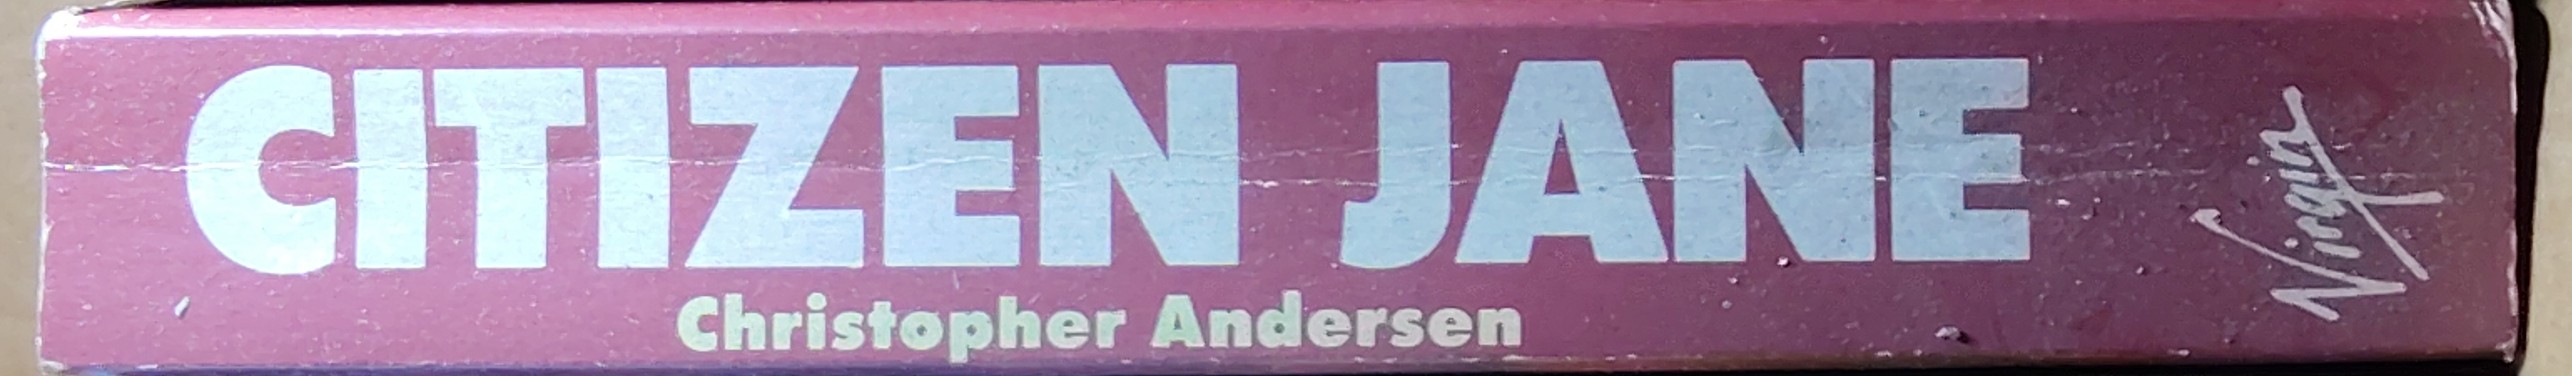 CITIZEN JANE
Christopher Andersen
Virgin